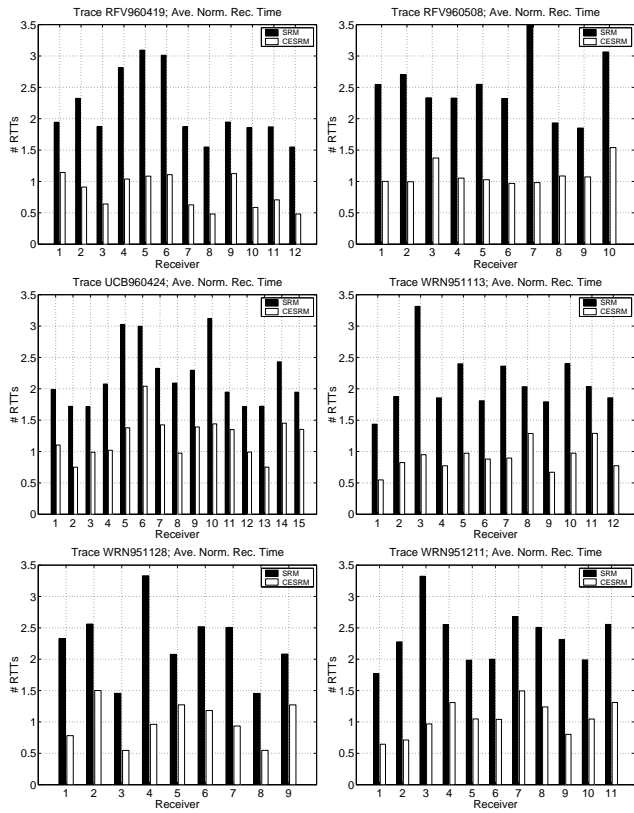 Trace RFV960419; Ave. Norm. Rec. Time
3.5
3
2.5
2
1.5
1
0.5
0
# RTTs
SRM
CESRM
1 2 3 4 5 6 7 8 9 10 11 12
Receiver
Trace RFV960508; Ave. Norm. Rec. Time
3.5
3
2.5
2
1.5
1
0.5
0
# RTTs
SRM
CESRM
1 2 3 4 5 6 7 8 9 10
Receiver
Trace UCB960424; Ave. Norm. Rec. Time
3.5
3
2.5
2
1.5
1
0.5
0
# RTTs
SRM
CESRM
1 2 3 4 5 6 7 8 9 10 11 12 13 14 15
Receiver
Trace WRN951113; Ave. Norm. Rec. Time
3.5
3
2.5
2
1.5
1
0.5
0
# RTTs
SRM
CESRM
1 2 3 4 5 6 7 8 9 10 11 12
Receiver
Trace WRN951128; Ave. Norm. Rec. Time
3.5
3
2.5
2
1.5
1
0.5
0
# RTTs
SRM
CESRM
1 2 3 4 5 6 7 8 9
Receiver
Trace WRN951211; Ave. Norm. Rec. Time
3.5
3
2.5
2
1.5
1
0.5
0
# RTTs
SRM
CESRM
1 2 3 4 5 6 7 8 9 10 11
Receiver